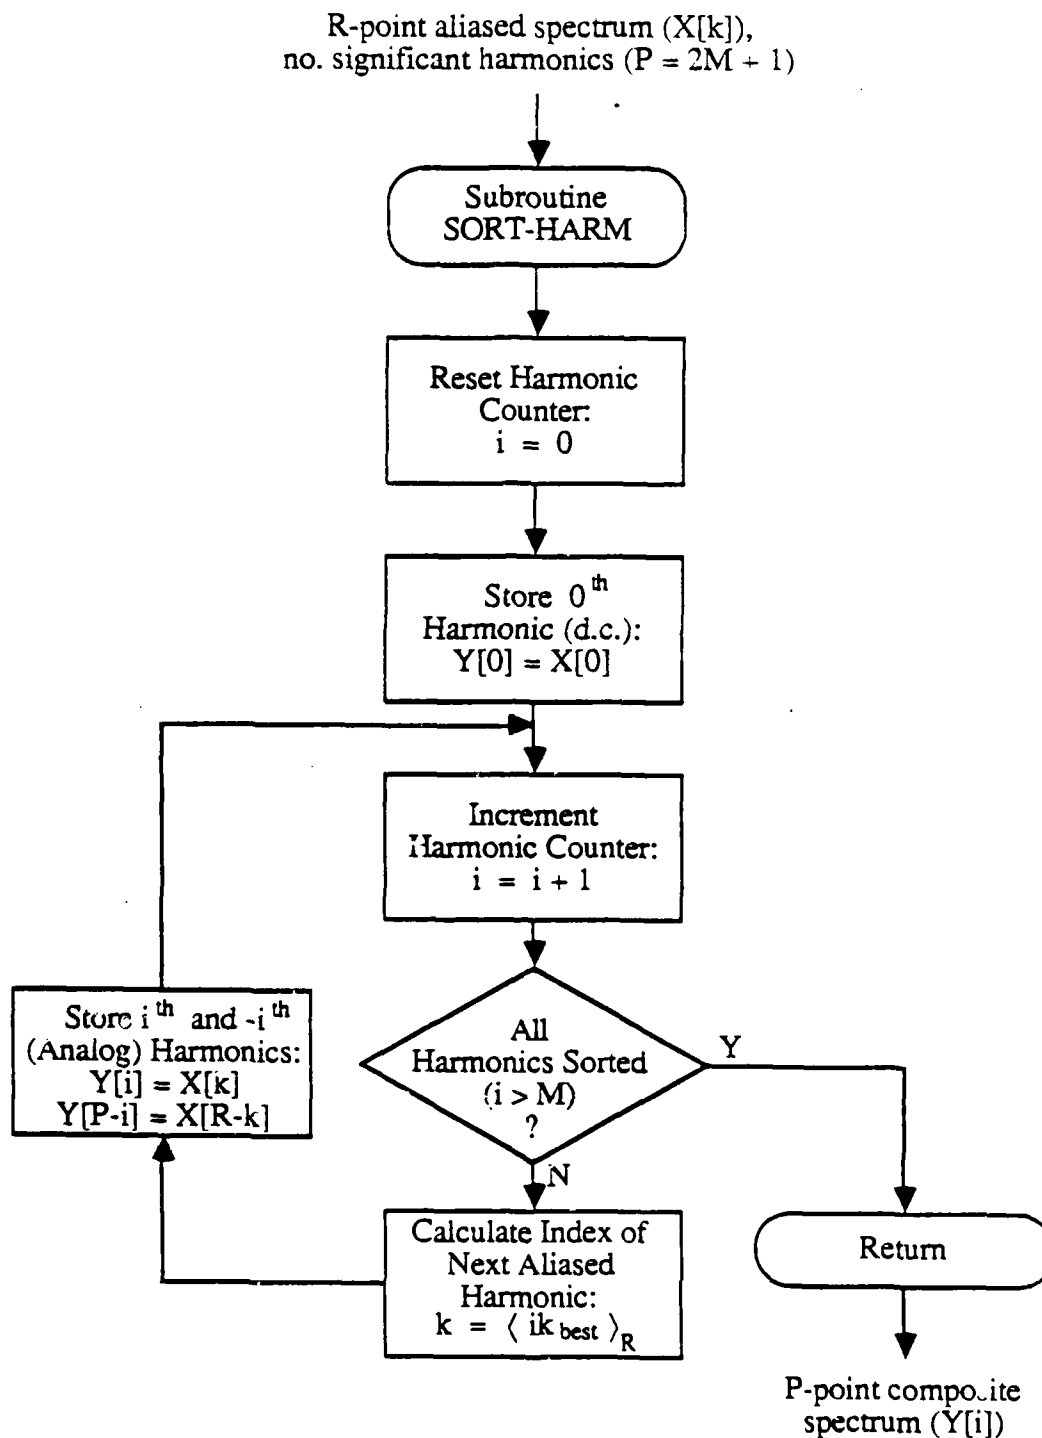 R-point aliased spectrum (X[k]),
no. significant harmonics (P = 2M + 1)
Subroutine
SORT-HARM
Reset Harmonic
Counter:
i = 0
Store 0th
Harmonic (d.c.):
Y[0] = X[0]
Increment
Harmonic Counter:
i = i + 1
All
Harmonics Sorted
(i > M)
?
Y
N
Calculate Index of
Next Aliased
Harmonic:
k = ⟨ ik best ⟩ R
Store ith and -ith
(Analog) Harmonics:
Y[i] = X[k]
Y[P-i] = X[R-k]
Return
P-point composite
spectrum (Y[i])